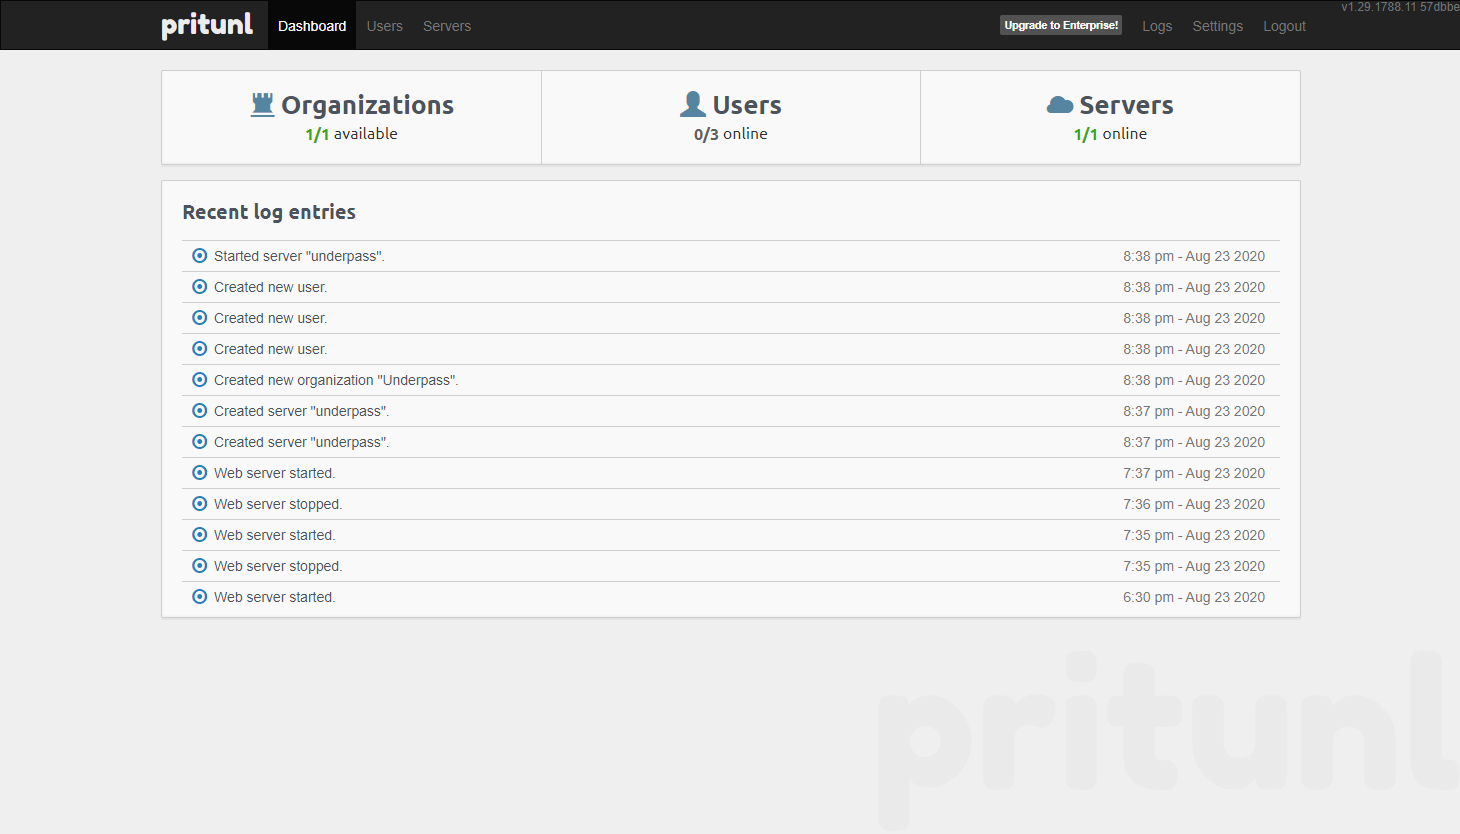 pritunl Dashboard Users Servers Upgrade to Enterprise! Logs Settings Logout v1.29.1788.11 57dbbe
Organizations Users Servers
1/1 available 0/3 online 1/1 online
Recent log entries
Started server "underpass". 8:38 pm - Aug 23 2020
Created new user. 8:38 pm - Aug 23 2020
Created new user. 8:38 pm - Aug 23 2020
Created new user. 8:38 pm - Aug 23 2020
Created new organization "Underpass". 8:38 pm - Aug 23 2020
Created server "underpass". 8:37 pm - Aug 23 2020
Created server "underpass". 8:37 pm - Aug 23 2020
Web server started. 7:37 pm - Aug 23 2020
Web server stopped. 7:36 pm - Aug 23 2020
Web server started. 7:35 pm - Aug 23 2020
Web server stopped. 7:35 pm - Aug 23 2020
Web server started. 6:30 pm - Aug 23 2020
pritunl